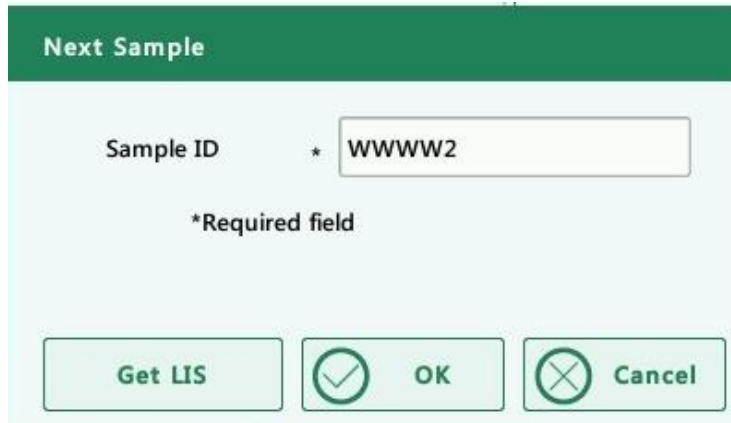 Next Sample
Sample ID * WWWW2
*Required field
Get LIS OK Cancel